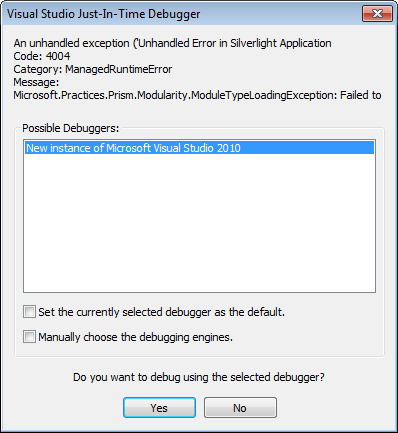 Visual Studio Just-In-Time Debugger
An unhandled exception ('Unhandled Error in Silverlight Application
Code: 4004
Category: ManagedRuntimeError
Message:
Microsoft.Practices.Prism.Modularity.ModuleTypeLoadingException: Failed to
Possible Debuggers:
New instance of Microsoft Visual Studio 2010
Set the currently selected debugger as the default.
Manually choose the debugging engines.
Do you want to debug using the selected debugger?
Yes
No